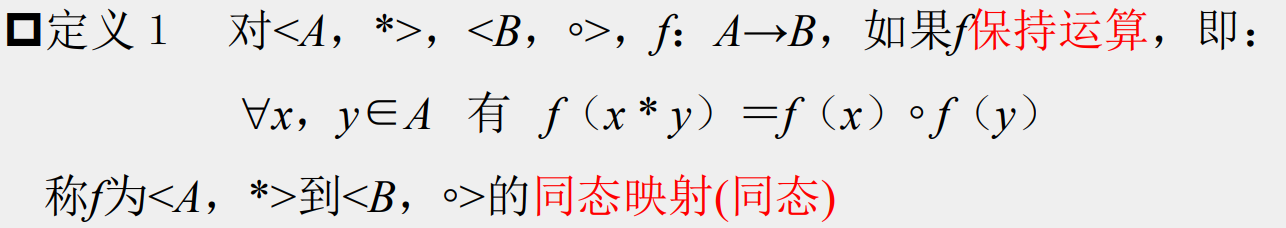 定义1 对<A，*>，<B，∘>，f：A→B，如果f保持运算，即：
∀x，y∈A 有 f（x * y）＝f（x）∘ f（y）
称f为<A，*>到<B，∘>的同态映射(同态)